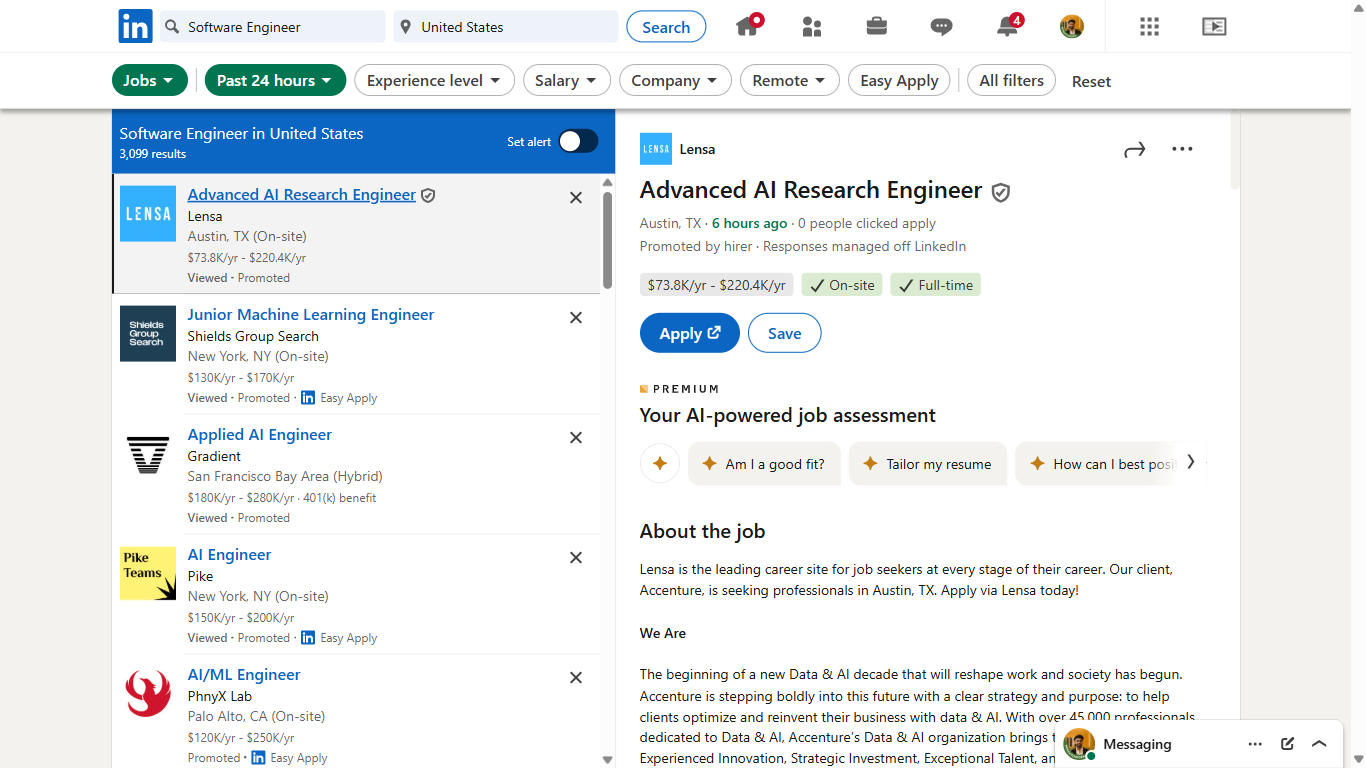 in
Software Engineer
United States
Search
4
Jobs
Past 24 hours
Experience level
Salary
Company
Remote
Easy Apply
All filters
Reset
Software Engineer in United States
3,099 results
Set alert
LENSA
Advanced AI Research Engineer
Lensa
Austin, TX (On-site)
$73.8K/yr - $220.4K/yr
Viewed · Promoted
Shields
Group
Search
Junior Machine Learning Engineer
Shields Group Search
New York, NY (On-site)
$130K/yr - $170K/yr
Viewed · Promoted · in Easy Apply
Applied AI Engineer
Gradient
San Francisco Bay Area (Hybrid)
$180K/yr - $280K/yr · 401(k) benefit
Viewed · Promoted
Pike
Teams
AI Engineer
Pike
New York, NY (On-site)
$150K/yr - $200K/yr
Viewed · Promoted · in Easy Apply
AI/ML Engineer
PhnyX Lab
Palo Alto, CA (On-site)
$120K/yr - $250K/yr
Promoted · in Easy Apply
LENSA
Lensa
Advanced AI Research Engineer
Austin, TX · 6 hours ago · 0 people clicked apply
Promoted by hirer · Responses managed off LinkedIn
$73.8K/yr - $220.4K/yr
On-site
Full-time
Apply
Save
PREMIUM
Your AI-powered job assessment
Am I a good fit?
Tailor my resume
How can I best posi
About the job
Lensa is the leading career site for job seekers at every stage of their career. Our client,
Accenture, is seeking professionals in Austin, TX. Apply via Lensa today!
We Are
The beginning of a new Data & AI decade that will reshape work and society has begun.
Accenture is stepping boldly into this future with a clear strategy and purpose: to help
clients optimize and reinvent their business with data & AI. With over 45,000 professionals
dedicated to Data & AI, Accenture's Data & AI organization brings
Experienced Innovation, Strategic Investment, Exceptional Talent,
Messaging